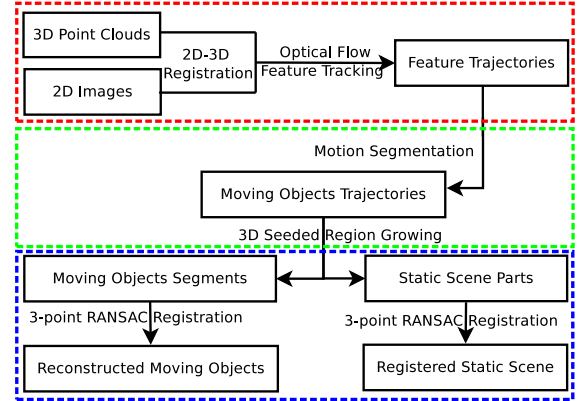 3D Point Clouds
2D-3D
Registration
Optical Flow
Feature Tracking
Feature Trajectories
2D Images
Motion Segmentation
Moving Objects Trajectories
3D Seeded Region Growing
Moving Objects Segments
Static Scene Parts
3-point RANSAC Registration
3-point RANSAC Registration
Reconstructed Moving Objects
Registered Static Scene